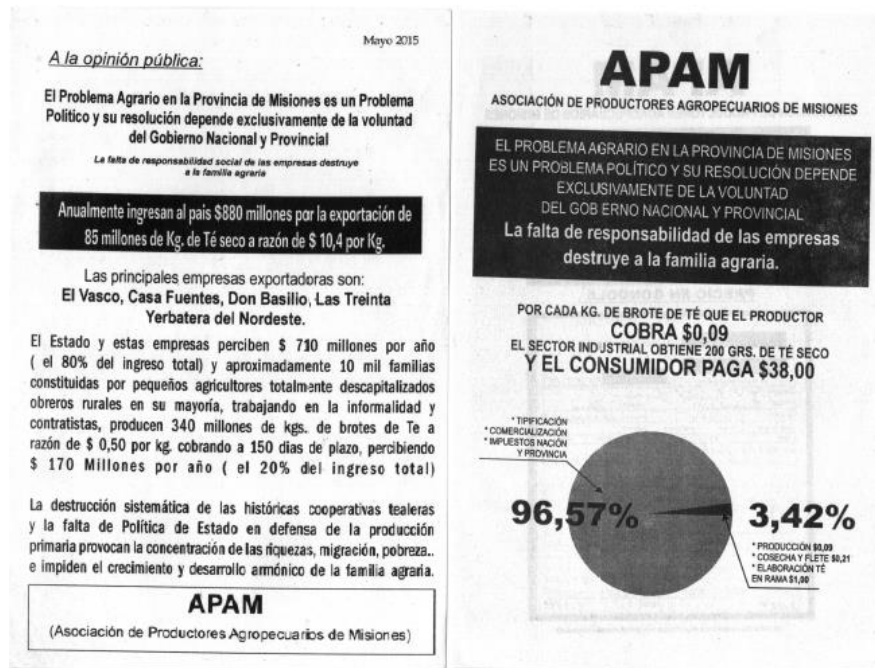 Mayo 2015
A la opinión pública:
El Problema Agrario en la Provincia de Misiones es un Problema
Político y su resolución depende exclusivamente de la voluntad
del Gobierno Nacional y Provincial
La falta de responsabilidad social de las empresas destruye
a la familia agraria
Anualmente ingresan al pais $880 millones por la exportación de
85 millones de Kg. de Té seco a razón de $ 10,4 por Kg.
Las principales empresas exportadoras son:
El Vasco, Casa Fuentes, Don Basilio, Las Treinta
Yerbatera del Nordeste.
El Estado y estas empresas perciben $ 710 millones por año
( el 80% del ingreso total) y aproximadamente 10 mil familias
constituidas por pequeños agricultores totalmente descapitalizados
obreros rurales en su mayoría, trabajando en la informalidad y
contratistas, producen 340 millones de kgs. de brotes de Te a
razón de $ 0,50 por kg. cobrando a 150 dias de plazo, percibiendo
$ 170 Millones por año ( el 20% del ingreso total)
La destrucción sistemática de las históricas cooperativas tealeras
y la falta de Política de Estado en defensa de la producción
primaria provocan la concentración de las riquezas, migración, pobreza..
e impiden el crecimiento y desarrollo armónico de la familia agraria.
APAM
(Asociación de Productores Agropecuarios de Misiones)
APAM
ASOCIACIÓN DE PRODUCTORES AGROPECUARIOS DE MISIONES
EL PROBLEMA AGRARIO EN LA PROVINCIA DE MISIONES
ES UN PROBLEMA POLÍTICO Y SU RESOLUCIÓN DEPENDE
EXCLUSIVAMENTE DE LA VOLUNTAD
DEL GOB ERNO NACIONAL Y PROVINCIAL
La falta de responsabilidad de las empresas
destruye a la familia agraria.
POR CADA KG. DE BROTE DE TÉ QUE EL PRODUCTOR
COBRA $0,09
EL SECTOR INDUSTRIAL OBTIENE 200 GRS. DE TÉ SECO
Y EL CONSUMIDOR PAGA $38,00
* TIPIFICACIÓN
* COMERCIALIZACIÓN
* IMPUESTOS NACIÓN
Y PROVINCIA
96,57%
3,42%
* PRODUCCIÓN $0,09
* COSECHA Y FLETE $0,21
* ELABORACIÓN TÉ
EN RAMA $1,00